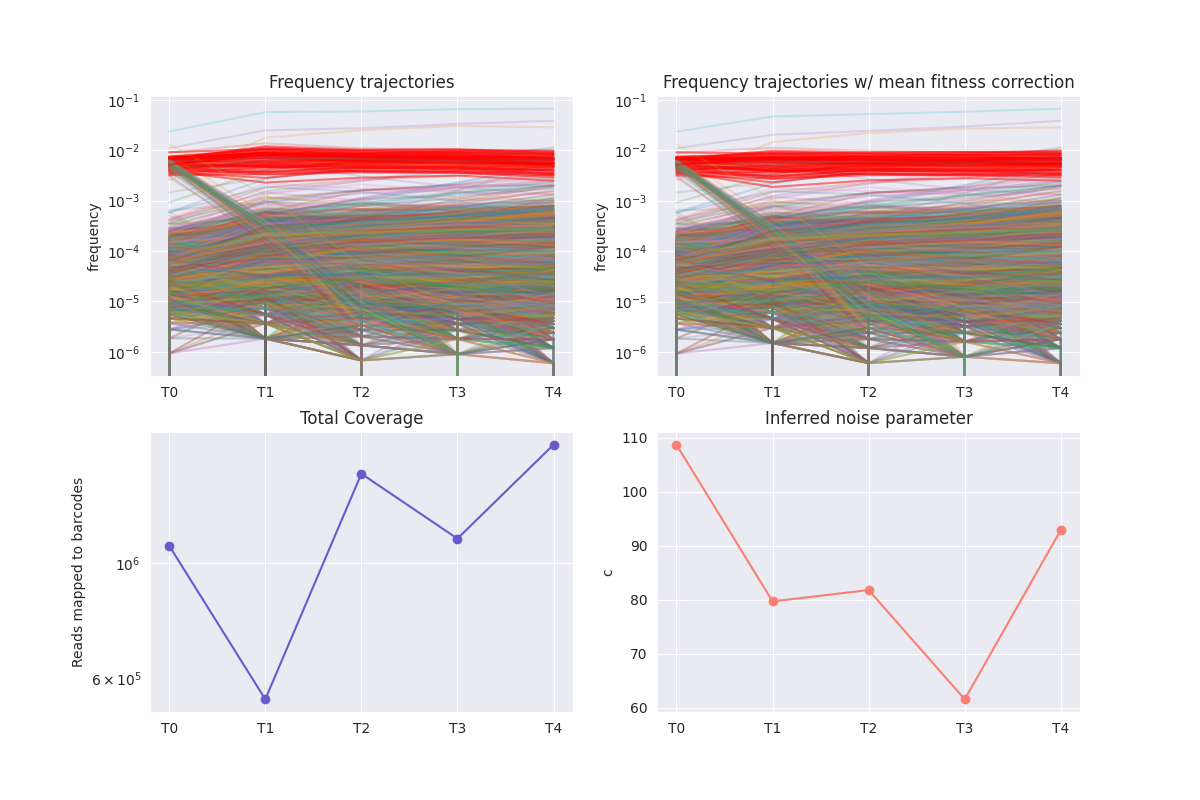 Frequency trajectories
10⁻¹
10⁻²
10⁻³
10⁻⁴
10⁻⁵
10⁻⁶
frequency
T0 T1 T2 T3 T4
Frequency trajectories w/ mean fitness correction
10⁻¹
10⁻²
10⁻³
10⁻⁴
10⁻⁵
10⁻⁶
frequency
T0 T1 T2 T3 T4
Total Coverage
10⁶
6 × 10⁵
Reads mapped to barcodes
T0 T1 T2 T3 T4
Inferred noise parameter
110
100
90
80
70
60
c
T0 T1 T2 T3 T4